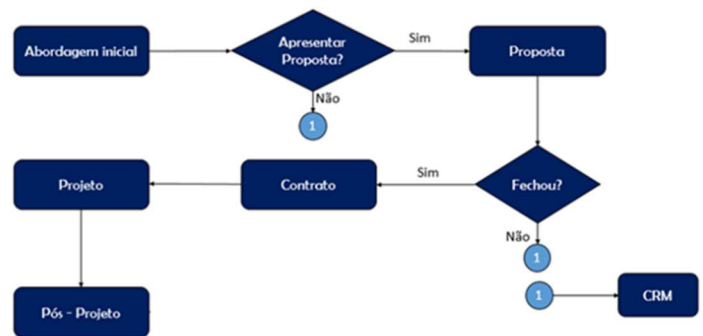 Abordagem inicial
Apresentar
Proposta?
Sim
Proposta
Não
1
Projeto
Contrato
Sim
Fechou?
Não
1
1
CRM
Pós - Projeto